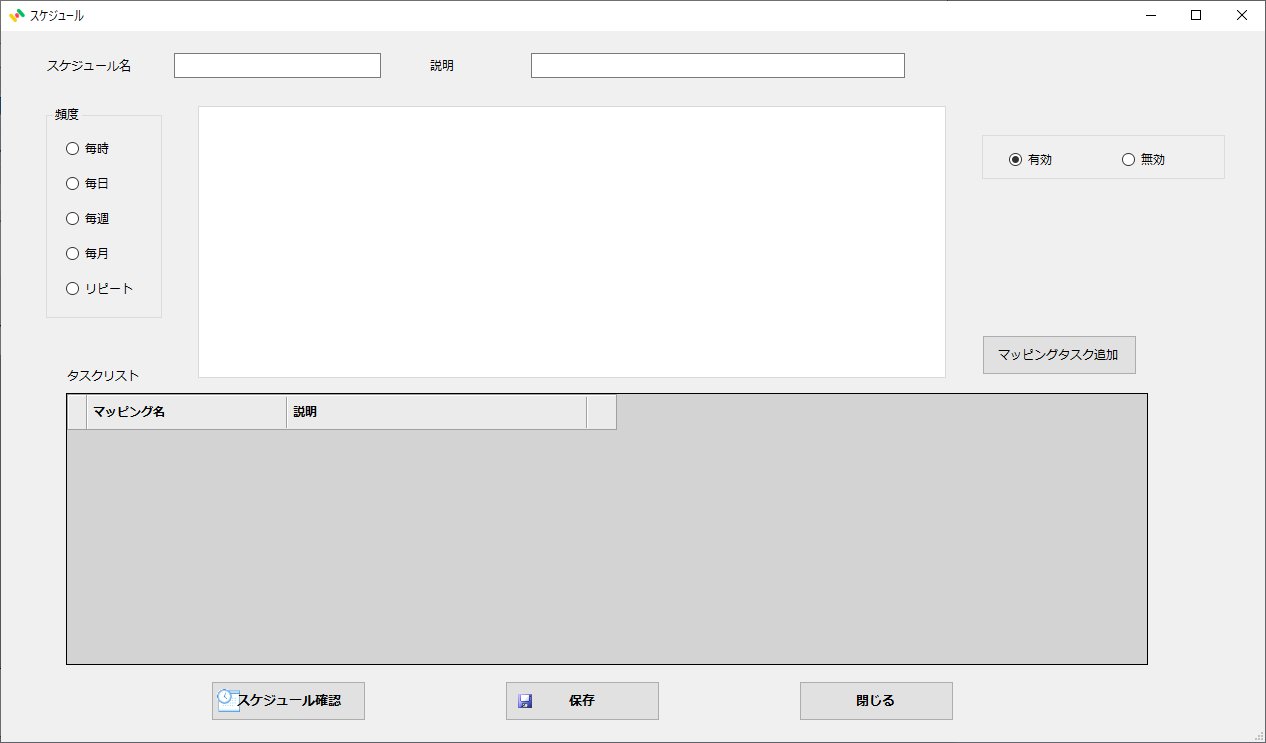 スケジュール
スケジュール名
説明
頻度
毎時
毎日
毎週
毎月
リピート
有効
無効
マッピングタスク追加
タスクリスト
マッピング名
説明
スケジュール確認
保存
閉じる